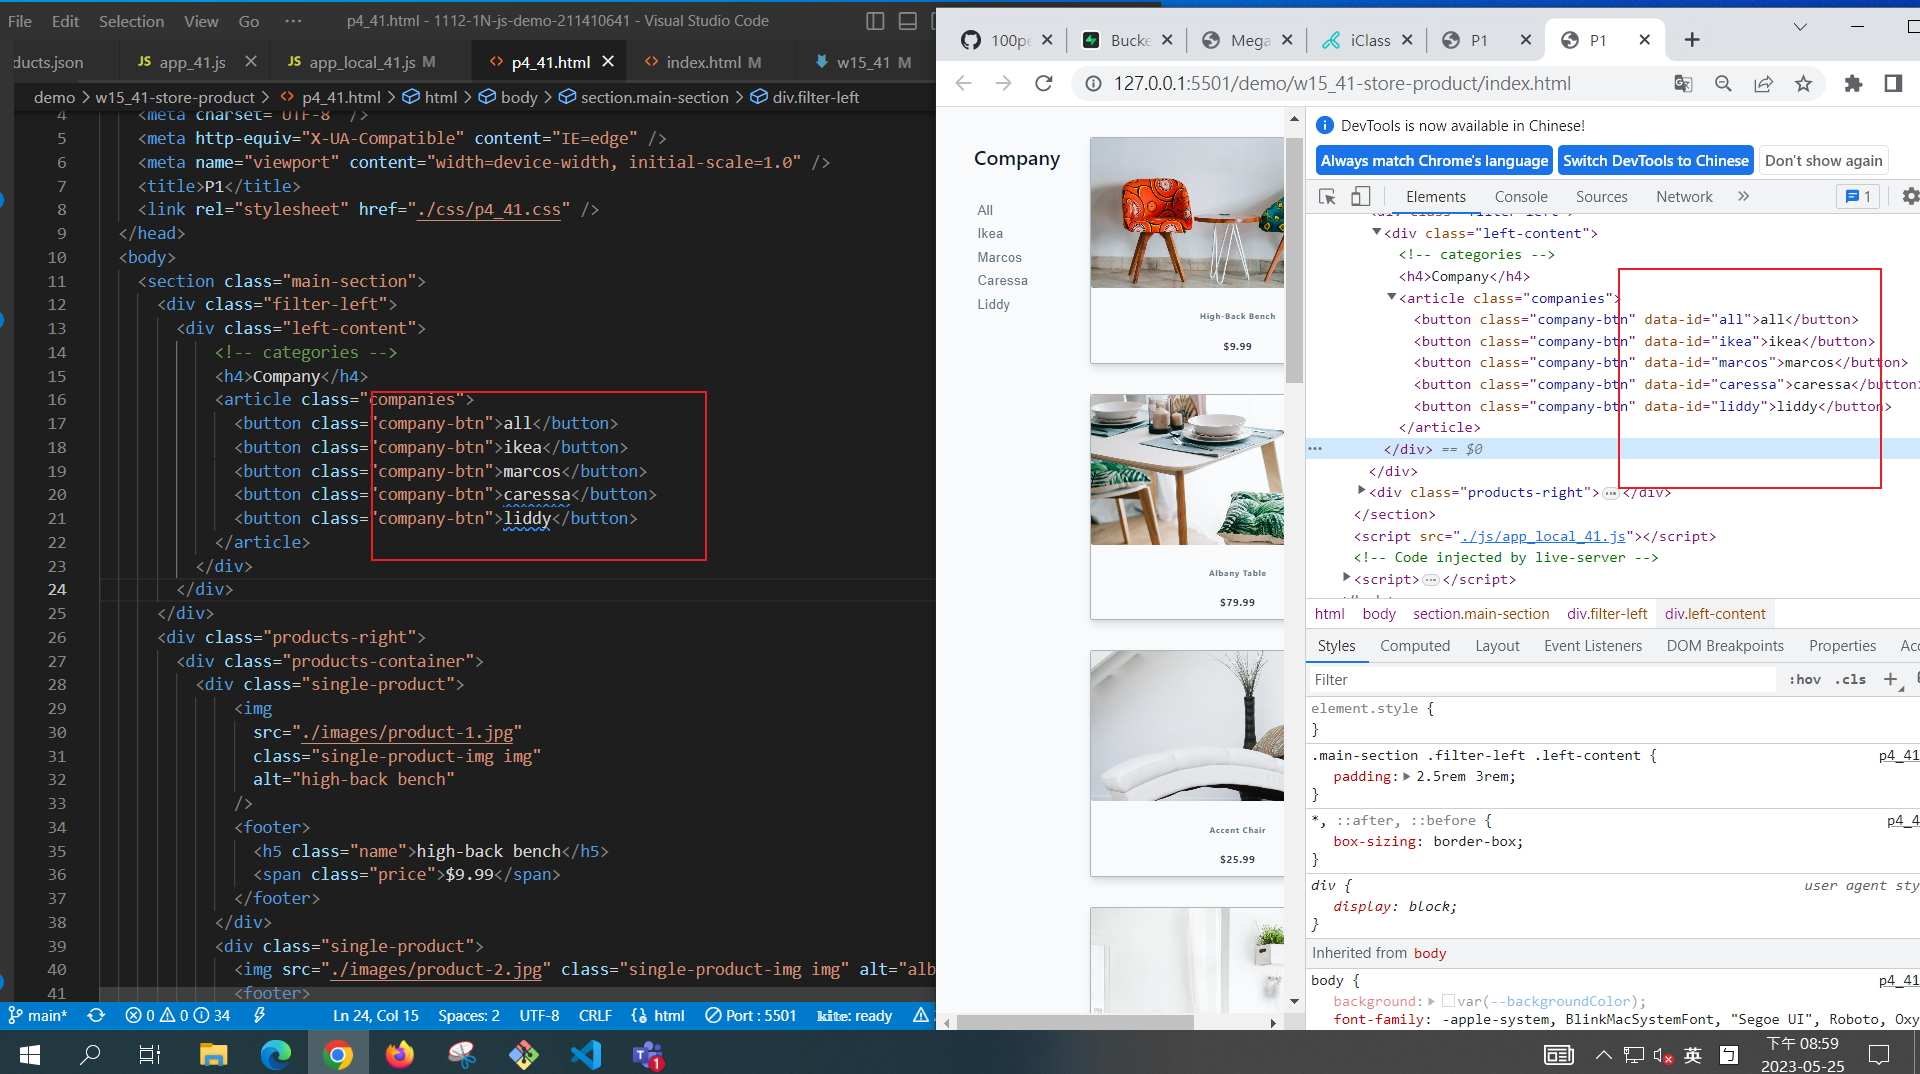 File Edit Selection View Go ··· p4_41.html - 1112-1N-js-demo-211410641 - Visual Studio Code
ducts.json JS app_41.js JS app_local_41.js M <> p4_41.html <> index.html M w15_41 M
demo > w15_41-store-product > <> p4_41.html > html > body > section.main-section > div.filter-left
4 <meta charset="UTF-8" />
5 <meta http-equiv="X-UA-Compatible" content="IE=edge" />
6 <meta name="viewport" content="width=device-width, initial-scale=1.0" />
7 <title>P1</title>
8 <link rel="stylesheet" href="./css/p4_41.css" />
9 </head>
10 <body>
11 <section class="main-section">
12 <div class="filter-left">
13 <div class="left-content">
14 <!-- categories -->
15 <h4>Company</h4>
16 <article class="companies">
17 <button class="company-btn">all</button>
18 <button class="company-btn">ikea</button>
19 <button class="company-btn">marcos</button>
20 <button class="company-btn">caressa</button>
21 <button class="company-btn">liddy</button>
22 </article>
23 </div>
24 </div>
25 </div>
26 <div class="products-right">
27 <div class="products-container">
28 <div class="single-product">
29 <img
30 src="./images/product-1.jpg"
31 class="single-product-img img"
32 alt="high-back bench"
33 />
34 <footer>
35 <h5 class="name">high-back bench</h5>
36 <span class="price">$9.99</span>
37 </footer>
38 </div>
39 <div class="single-product">
40 <img src="./images/product-2.jpg" class="single-product-img img" alt="alb
41 <footer>
main* 0 0 34 Ln 24, Col 15 Spaces: 2 UTF-8 CRLF html Port : 5501 kite: ready
100pe Bucke Mega iClass P1 P1
127.0.0.1:5501/demo/w15_41-store-product/index.html
Company
All
Ikea
Marcos
Caressa
Liddy
High-Back Bench
$9.99
Albany Table
$79.99
Accent Chair
$25.99
DevTools is now available in Chinese!
Always match Chrome's language Switch DevTools to Chinese Don't show again
Elements Console Sources Network » 1
<div class="left-content">
<!-- categories -->
<h4>Company</h4>
<article class="companies">
<button class="company-btn" data-id="all">all</button>
<button class="company-btn" data-id="ikea">ikea</button>
<button class="company-btn" data-id="marcos">marcos</button>
<button class="company-btn" data-id="caressa">caressa</button>
<button class="company-btn" data-id="liddy">liddy</button>
</article>
··· </div> == $0
</div>
<div class="products-right">···</div>
</section>
<script src="./js/app_local_41.js"></script>
<!-- Code injected by live-server -->
<script>···</script>
html body section.main-section div.filter-left div.left-content
Styles Computed Layout Event Listeners DOM Breakpoints Properties Acc
Filter :hov .cls +
element.style {
}
.main-section .filter-left .left-content { p4_41
padding: 2.5rem 3rem;
}
*, ::after, ::before { p4_4
box-sizing: border-box;
}
div { user agent sty
display: block;
}
Inherited from body
body { p4_41
background: var(--backgroundColor);
font-family: -apple-system, BlinkMacSystemFont, "Segoe UI", Roboto, Oxy
1 英 下午 08:59
2023-05-25